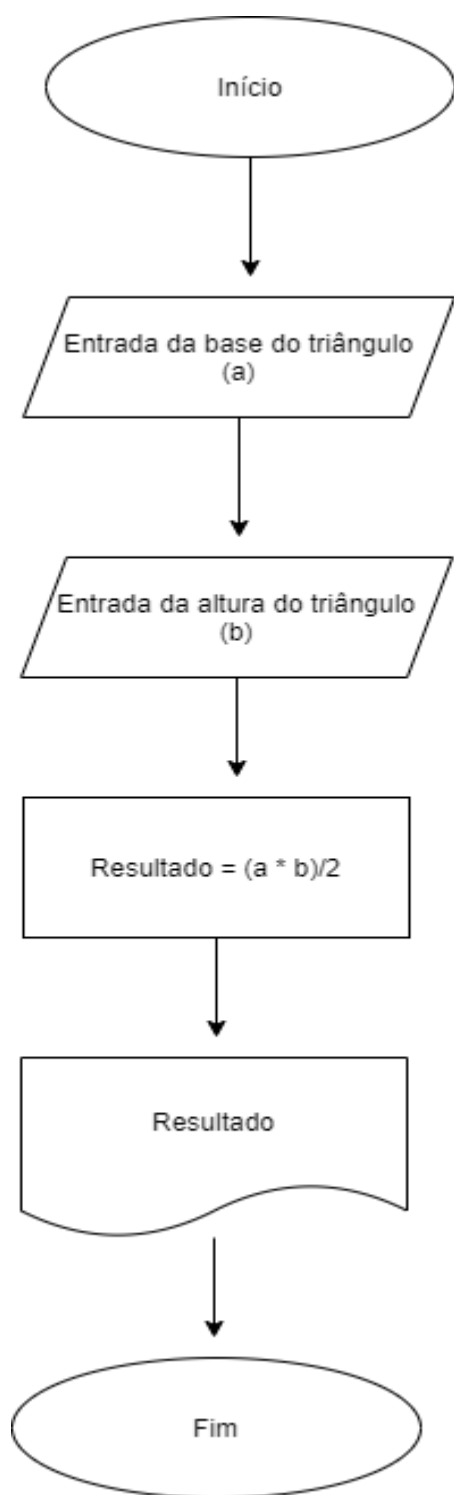 Início
Entrada da base do triângulo
(a)
Entrada da altura do triângulo
(b)
Resultado = (a * b)/2
Resultado
Fim